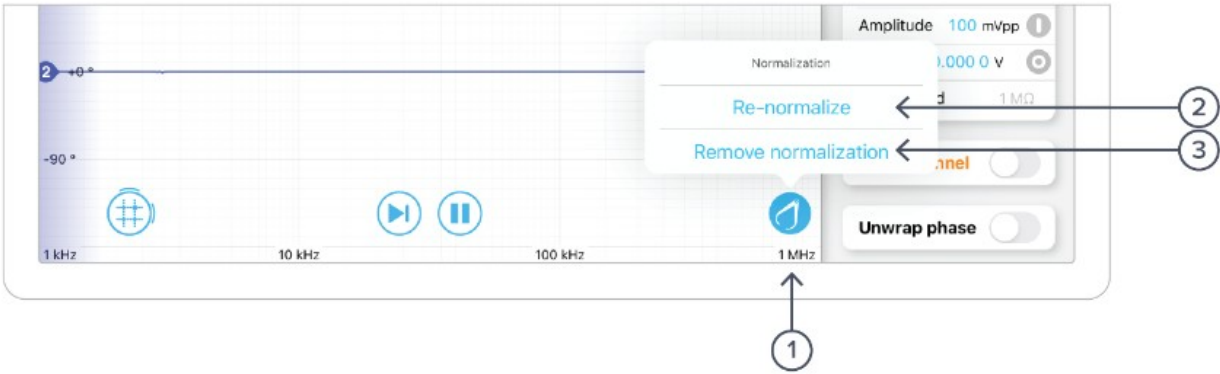 Amplitude 100 mVpp
Normalization
2 +0 °
0.000 0 V
Re-normalize
1 MΩ
2
-90 °
Remove normalization
3
Unwrap phase
1 kHz
10 kHz
100 kHz
1 MHz
1